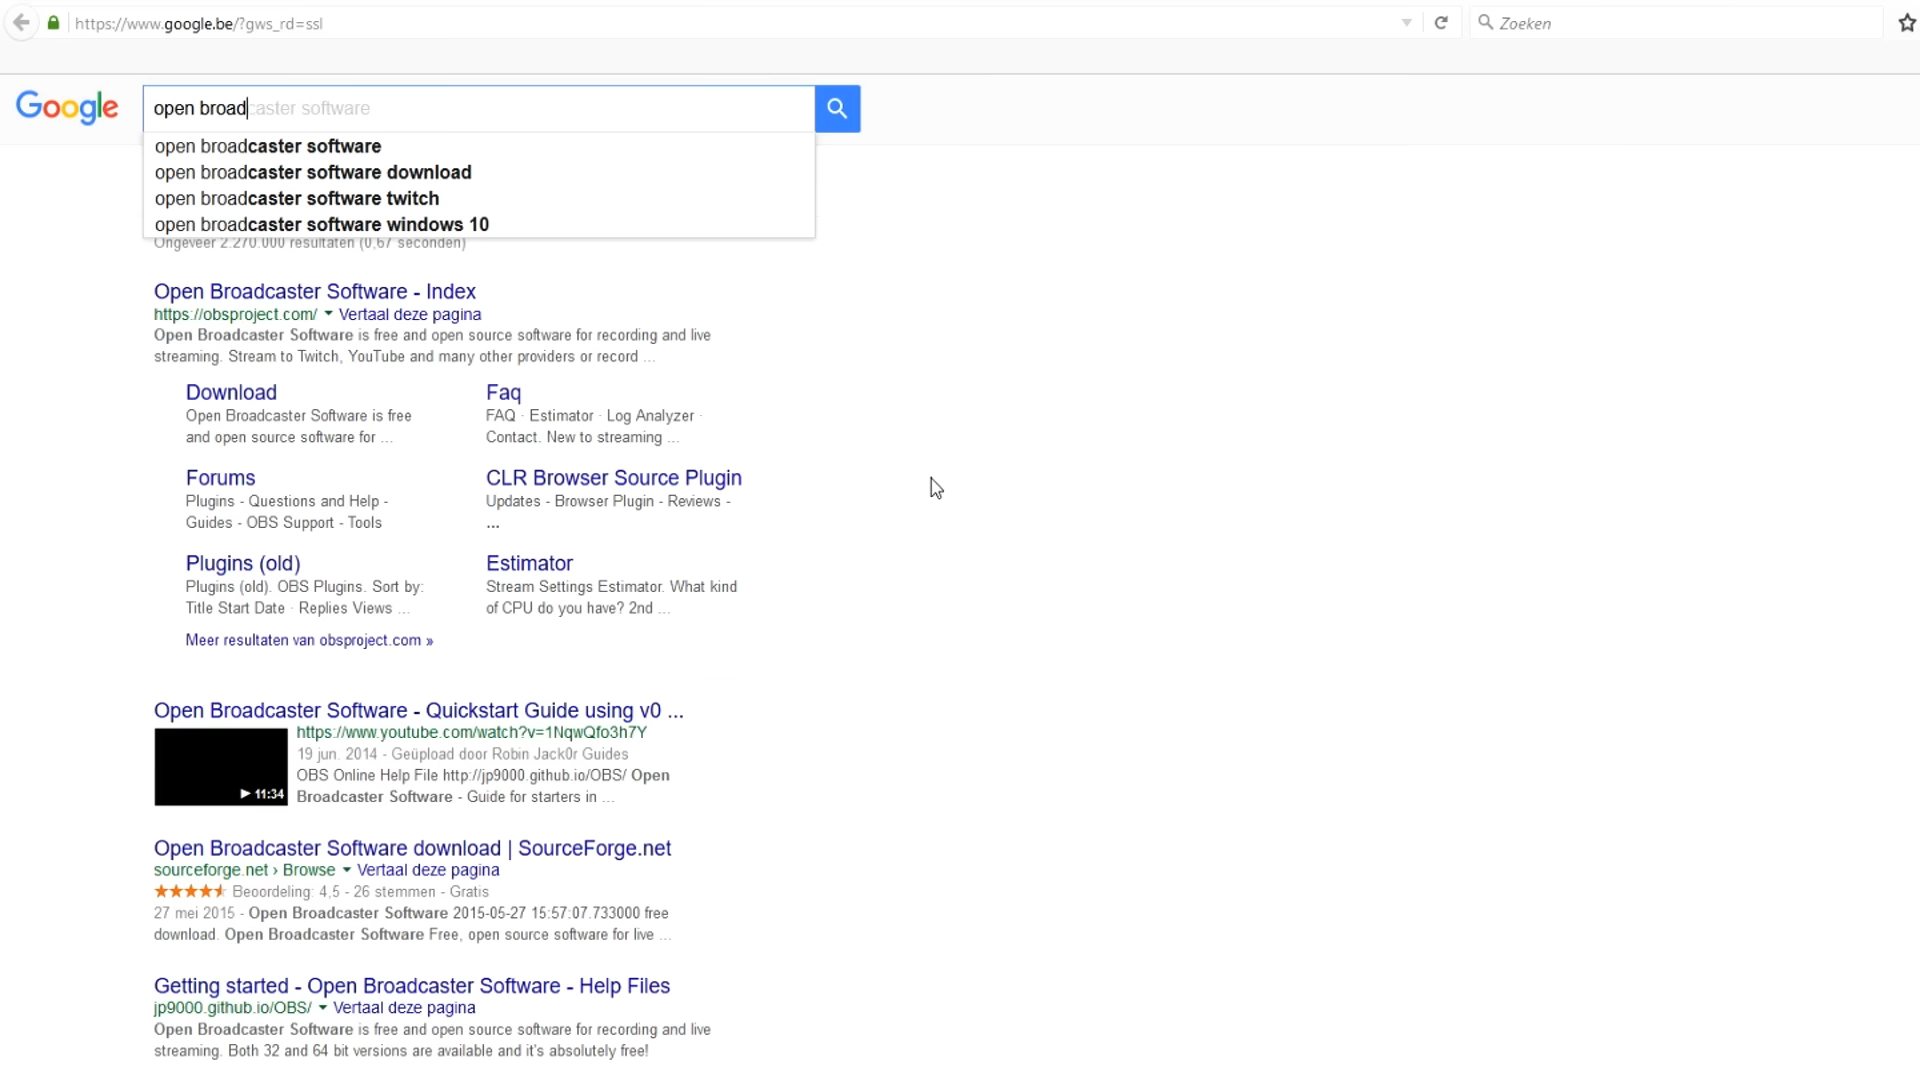 https://www.google.be/?gws_rd=ssl
Zoeken
Google
open broadcaster software
open broadcaster software
open broadcaster software download
open broadcaster software twitch
open broadcaster software windows 10
Ongeveer 2.270.000 resultaten (0,67 seconden)
Open Broadcaster Software - Index
https://obsproject.com/ Vertaal deze pagina
Open Broadcaster Software is free and open source software for recording and live
streaming. Stream to Twitch, YouTube and many other providers or record ...
Download
Open Broadcaster Software is free
and open source software for ...
Faq
FAQ · Estimator · Log Analyzer ·
Contact. New to streaming ...
Forums
Plugins - Questions and Help -
Guides - OBS Support - Tools
CLR Browser Source Plugin
Updates - Browser Plugin - Reviews -
...
Plugins (old)
Plugins (old). OBS Plugins. Sort by:
Title Start Date · Replies Views ...
Estimator
Stream Settings Estimator. What kind
of CPU do you have? 2nd ...
Meer resultaten van obsproject.com »
Open Broadcaster Software - Quickstart Guide using v0 ...
https://www.youtube.com/watch?v=1NqwQfo3h7Y
19 jun. 2014 - Geüpload door Robin Jack0r Guides
OBS Online Help File http://jp9000.github.io/OBS/ Open
Broadcaster Software - Guide for starters in ...
11:34
Open Broadcaster Software download | SourceForge.net
sourceforge.net › Browse Vertaal deze pagina
Beoordeling: 4,5 - 26 stemmen - Gratis
27 mei 2015 - Open Broadcaster Software 2015-05-27 15:57:07.733000 free
download. Open Broadcaster Software Free, open source software for live ...
Getting started - Open Broadcaster Software - Help Files
jp9000.github.io/OBS/ Vertaal deze pagina
Open Broadcaster Software is free and open source software for recording and live
streaming. Both 32 and 64 bit versions are available and it's absolutely free!